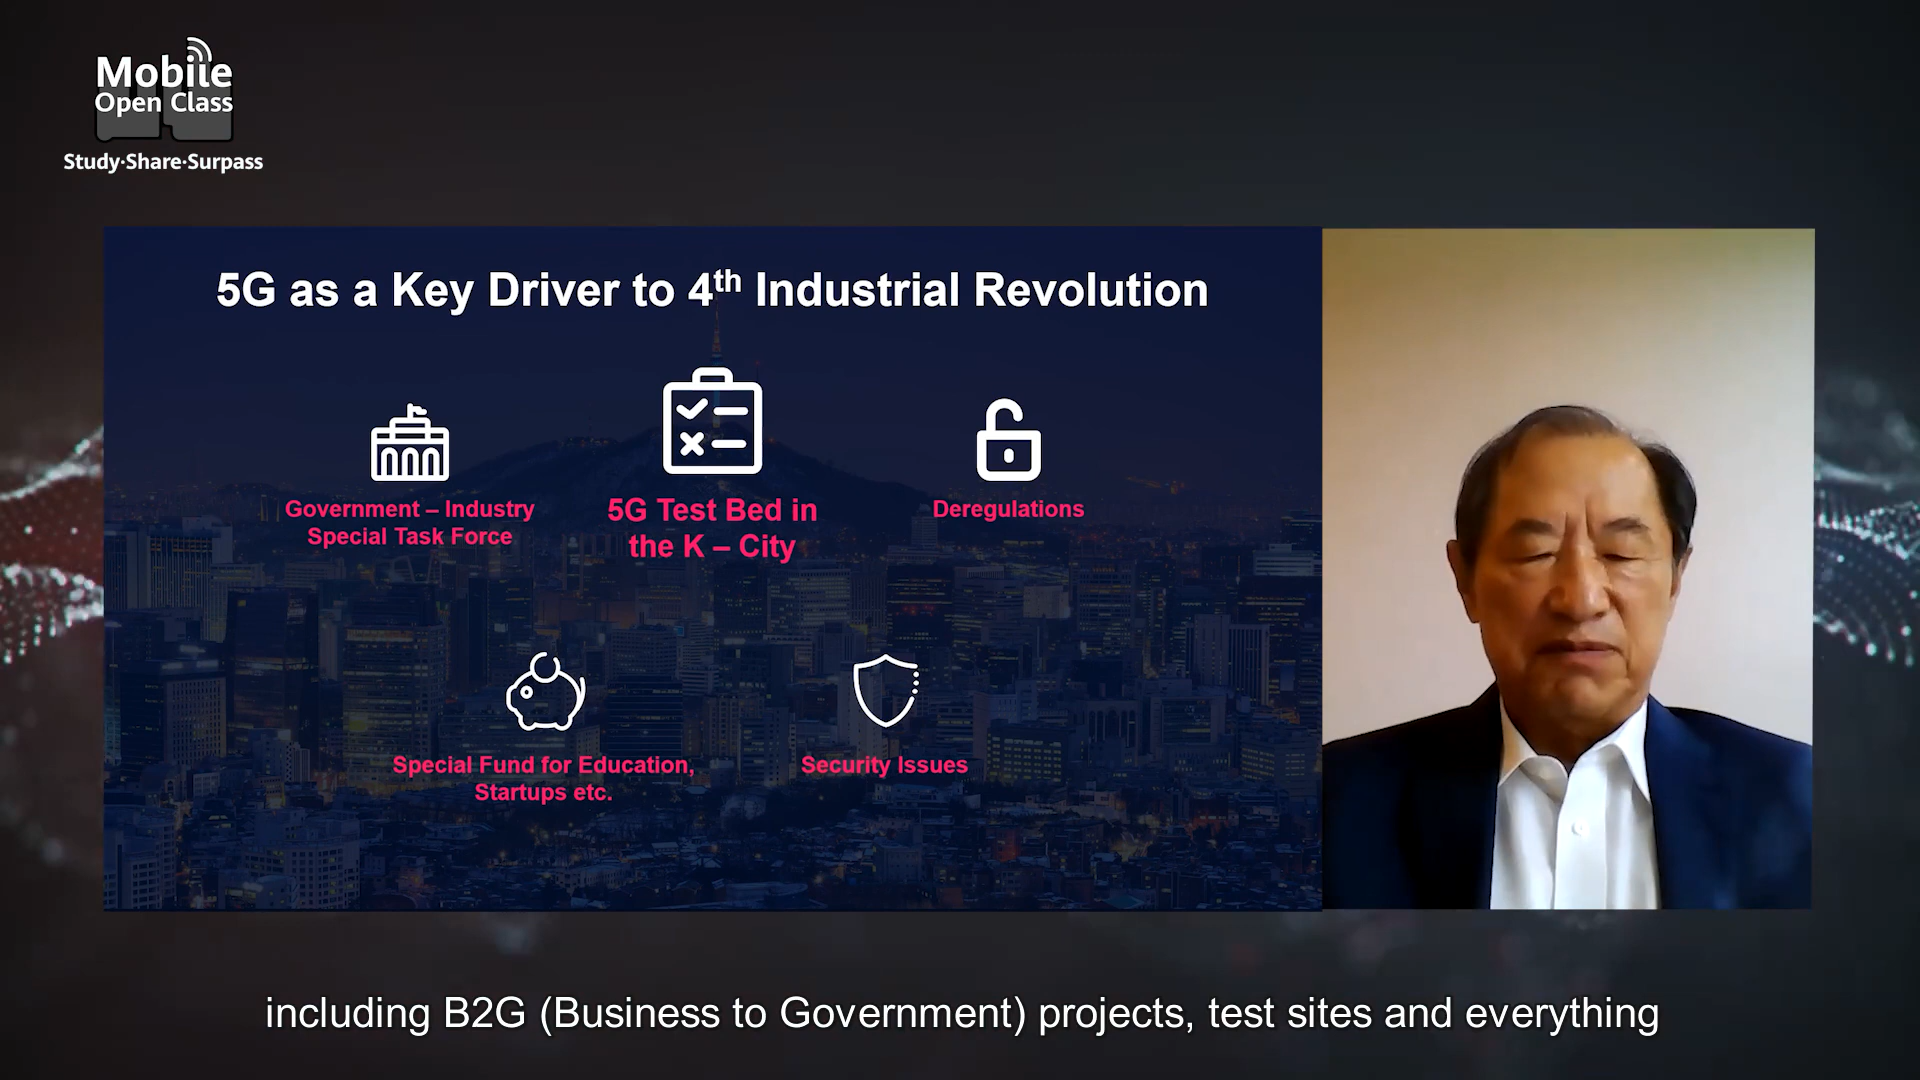 Mobile
Open Class
Study·Share·Surpass
5G as a Key Driver to 4th Industrial Revolution
Government – Industry
Special Task Force
5G Test Bed in
the K – City
Deregulations
Special Fund for Education,
Startups etc.
Security Issues
including B2G (Business to Government) projects, test sites and everything